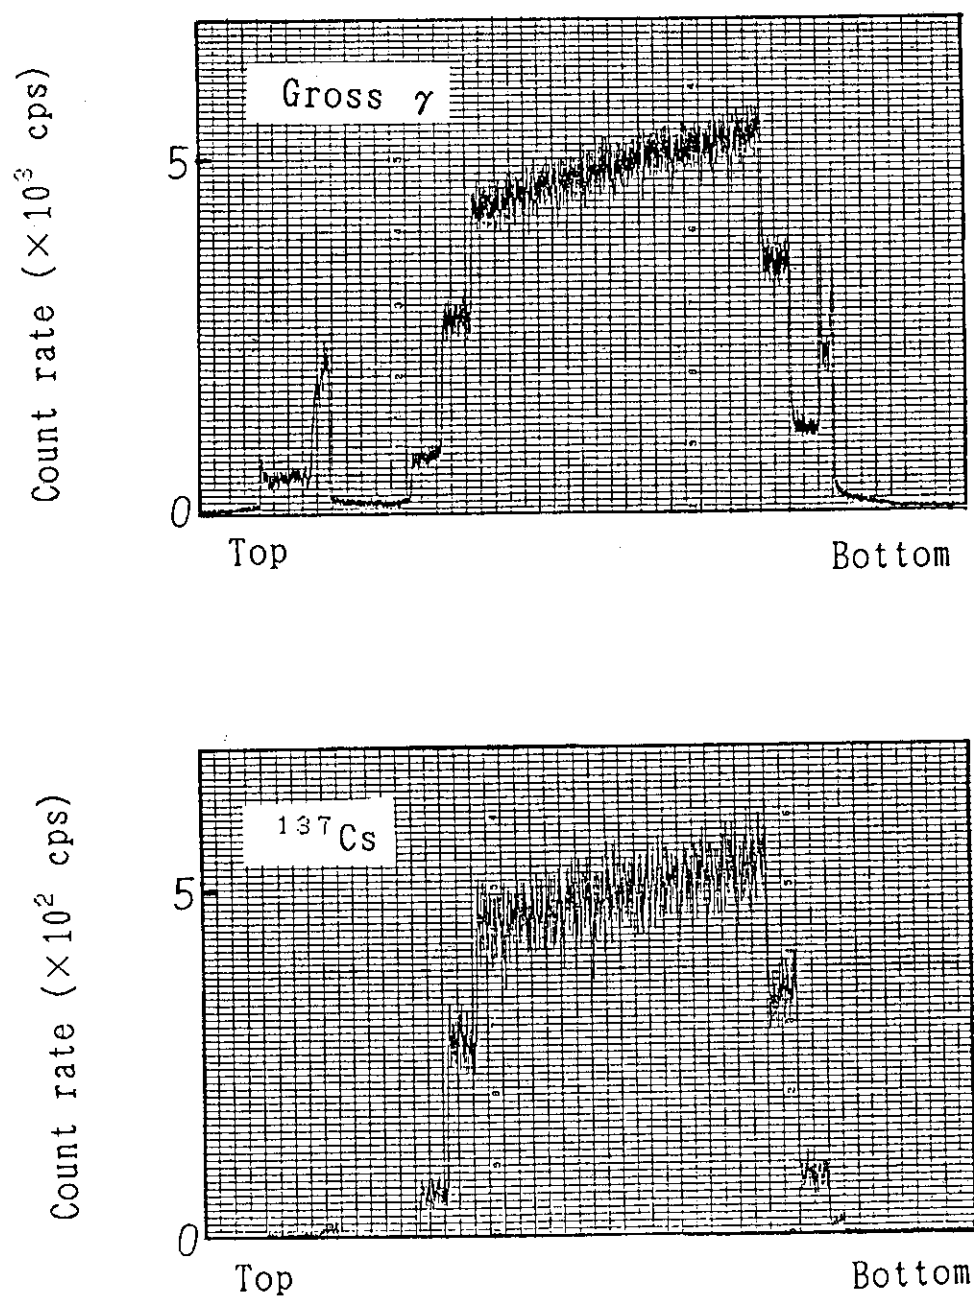 Gross γ
Count rate (×10³ cps)
5
0
Top
Bottom
¹³⁷Cs
Count rate (×10² cps)
5
0
Top
Bottom